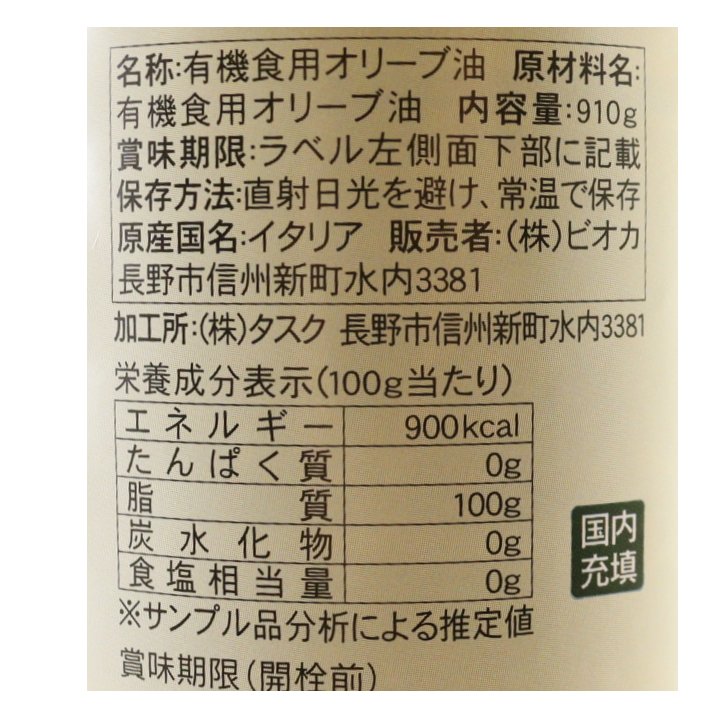 名称:有機食用オリーブ油 原材料名:
有機食用オリーブ油 内容量:910g
賞味期限:ラベル左側面下部に記載
保存方法:直射日光を避け、常温で保存
原産国名:イタリア 販売者:(株)ビオカ
長野市信州新町水内3381
加工所:(株)タスク 長野市信州新町水内3381
栄養成分表示(100g当たり)
エネルギー 900kcal
たんぱく質 0g
脂質 100g
炭水化物 0g
食塩相当量 0g
国内
充填
※サンプル品分析による推定値
賞味期限(開栓前)